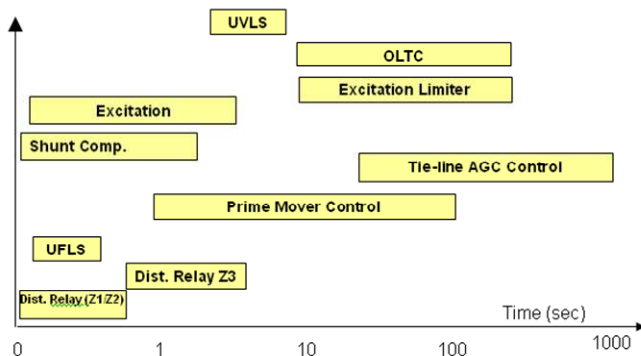 UVLS
OLTC
Excitation Limiter
Excitation
Shunt Comp.
Tie-line AGC Control
Prime Mover Control
UFLS
Dist. Relay Z3
Dist. Relay (Z1/Z2)
Time (sec)
0 1 10 100 1000